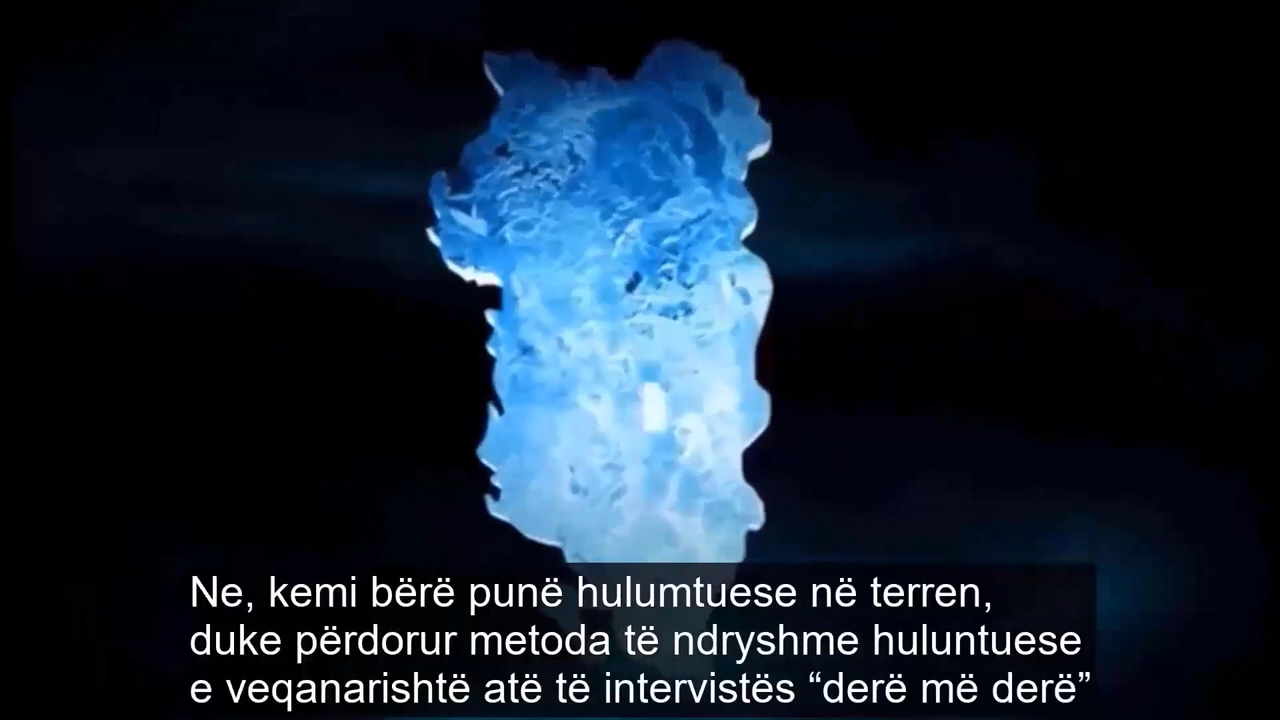 Ne, kemi bërë punë hulumtuese në terren,
duke përdorur metoda të ndryshme huluntuese
e veqanarishtë atë të intervistës “derë më derë”